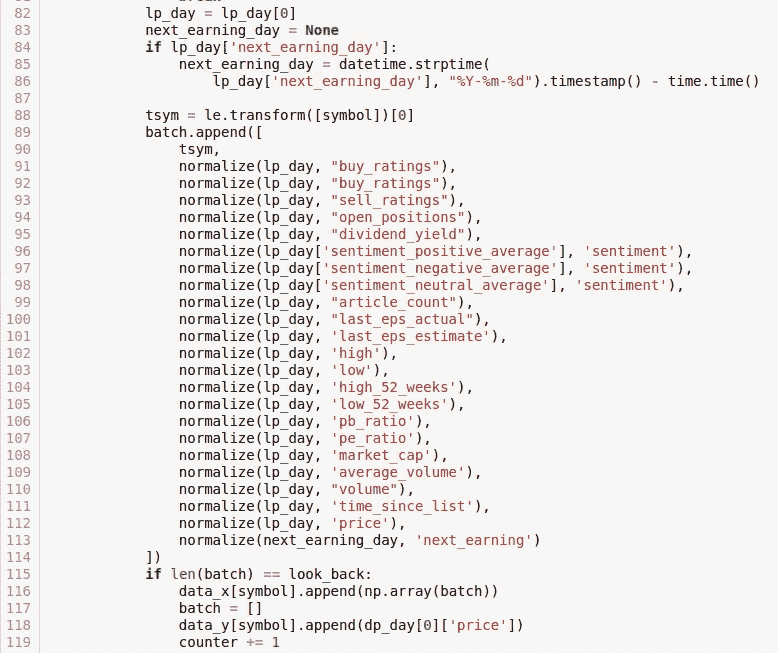 82 lp_day = lp_day[0]
83 next_earning_day = None
84 if lp_day['next_earning_day']:
85 next_earning_day = datetime.strptime(
86 lp_day['next_earning_day'], "%Y-%m-%d").timestamp() - time.time()
87
88 tsym = le.transform([symbol])[0]
89 batch.append([
90 tsym,
91 normalize(lp_day, "buy_ratings"),
92 normalize(lp_day, "buy_ratings"),
93 normalize(lp_day, "sell_ratings"),
94 normalize(lp_day, "open_positions"),
95 normalize(lp_day, "dividend_yield"),
96 normalize(lp_day['sentiment_positive_average'], 'sentiment'),
97 normalize(lp_day['sentiment_negative_average'], 'sentiment'),
98 normalize(lp_day['sentiment_neutral_average'], 'sentiment'),
99 normalize(lp_day, "article_count"),
100 normalize(lp_day, "last_eps_actual"),
101 normalize(lp_day, 'last_eps_estimate'),
102 normalize(lp_day, 'high'),
103 normalize(lp_day, 'low'),
104 normalize(lp_day, 'high_52_weeks'),
105 normalize(lp_day, 'low_52_weeks'),
106 normalize(lp_day, 'pb_ratio'),
107 normalize(lp_day, 'pe_ratio'),
108 normalize(lp_day, 'market_cap'),
109 normalize(lp_day, 'average_volume'),
110 normalize(lp_day, "volume"),
111 normalize(lp_day, 'time_since_list'),
112 normalize(lp_day, 'price'),
113 normalize(next_earning_day, 'next_earning')
114 ])
115 if len(batch) == look_back:
116 data_x[symbol].append(np.array(batch))
117 batch = []
118 data_y[symbol].append(dp_day[0]['price'])
119 counter += 1